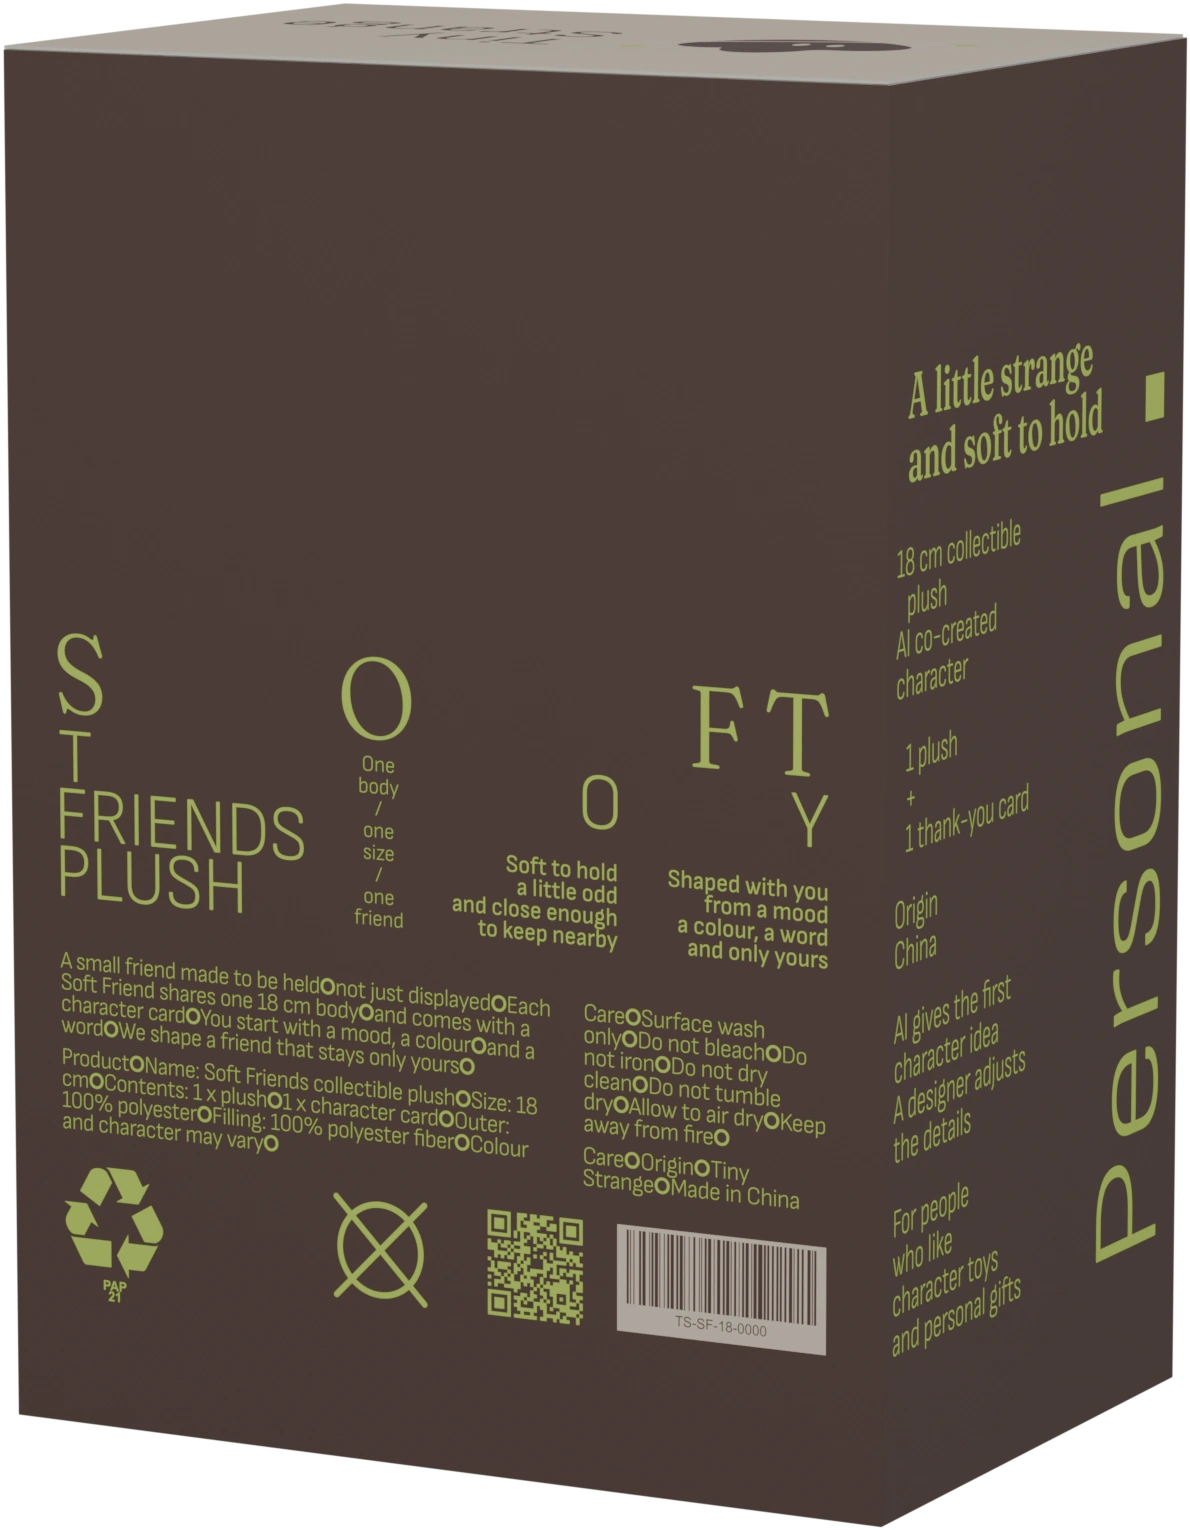 Tiny
Strange
S
O
FT
T
O
Y
FRIENDS
PLUSH
One
body
/
one
size
/
one
friend
Soft to hold
a little odd
and close enough
to keep nearby
Shaped with you
from a mood
a colour, a word
and only yours
A small friend made to be held●not just displayed●Each
Soft Friend shares one 18 cm body●and comes with a
character card●You start with a mood, a colour●and a
word●We shape a friend that stays only yours●
Product●Name: Soft Friends collectible plush●Size: 18
cm●Contents: 1 x plush●1 x character card●Outer:
100% polyester●Filling: 100% polyester fiber●Colour
and character may vary●
Care●Surface wash
only●Do not bleach●Do
not iron●Do not dry
clean●Do not tumble
dry●Allow to air dry●Keep
away from fire●
Care●Origin●Tiny
Strange●Made in China
PAP
21
TS-SF-18-0000
A little strange
and soft to hold
18 cm collectible
plush
AI co-created
character
1 plush
+
1 thank-you card
Origin
China
AI gives the first
character idea
A designer adjusts
the details
For people
who like
character toys
and personal gifts
Personal.